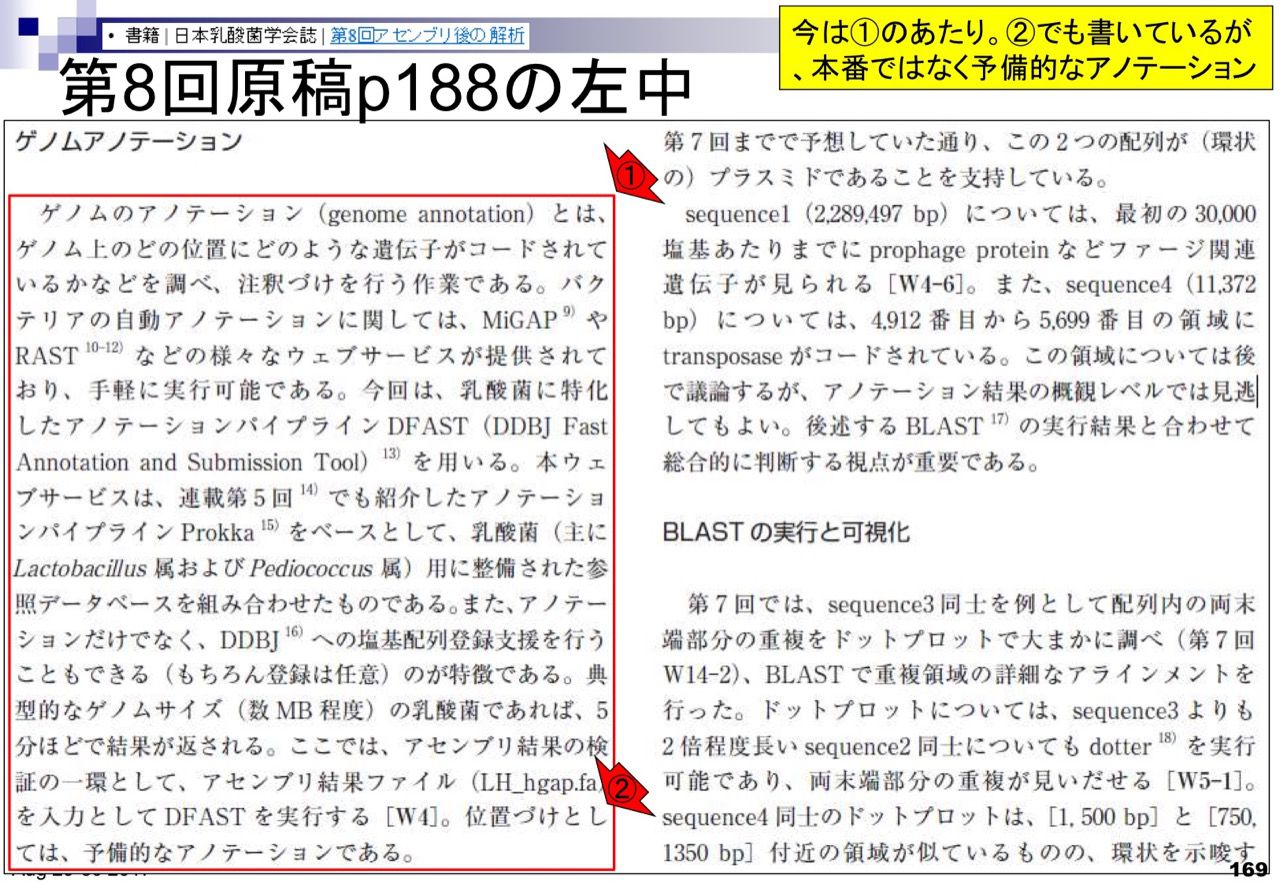 • 書籍 | 日本乳酸菌学会誌 | 第8回アセンブリ後の解析
今は①のあたり。②でも書いているが
、本番ではなく予備的なアノテーション
第8回原稿p188の左中
ゲノムアノテーション
ゲノムのアノテーション（genome annotation）とは、
ゲノム上のどの位置にどのような遺伝子がコードされて
いるかなどを調べ、注釈づけを行う作業である。バク
テリアの自動アノテーションに関しては、MiGAP 9) や
RAST 10-12) などの様々なウェブサービスが提供されて
おり、手軽に実行可能である。今回は、乳酸菌に特化
したアノテーションパイプライン DFAST（DDBJ Fast
Annotation and Submission Tool）13) を用いる。本ウェ
ブサービスは、連載第 5 回 14) でも紹介したアノテーショ
ンパイプライン Prokka 15) をベースとして、乳酸菌（主に
Lactobacillus 属および Pediococcus 属）用に整備された参
照データベースを組み合わせたものである。また、アノテー
ションだけでなく、DDBJ 16) への塩基配列登録支援を行う
こともできる（もちろん登録は任意）のが特徴である。典
型的なゲノムサイズ（数 MB 程度）の乳酸菌であれば、5
分ほどで結果が返される。ここでは、アセンブリ結果の検
証の一環として、アセンブリ結果ファイル（LH_hgap.fa）
を入力として DFAST を実行する［W4］。位置づけとし
ては、予備的なアノテーションである。
①
②
第 7 回までで予想していた通り、この 2 つの配列が（環状
の）プラスミドであることを支持している。
sequence1（2,289,497 bp）については、最初の 30,000
塩基あたりまでに prophage protein などファージ関連
遺伝子が見られる［W4-6］。また、sequence4（11,372
bp）については、4,912 番目から 5,699 番目の領域に
transposase がコードされている。この領域については後
で議論するが、アノテーション結果の概観レベルでは見逃
してもよい。後述する BLAST 17) の実行結果と合わせて
総合的に判断する視点が重要である。
BLAST の実行と可視化
第 7 回では、sequence3 同士を例として配列内の両末
端部分の重複をドットプロットで大まかに調べ（第 7 回
W14-2）、BLAST で重複領域の詳細なアラインメントを
行った。ドットプロットについては、sequence3 よりも
2 倍程度長い sequence2 同士についても dotter 18) を実行
可能であり、両末端部分の重複が見いだせる［W5-1］。
sequence4 同士のドットプロットは、［1, 500 bp］と［750,
1350 bp］付近の領域が似ているものの、環状を示唆す
169